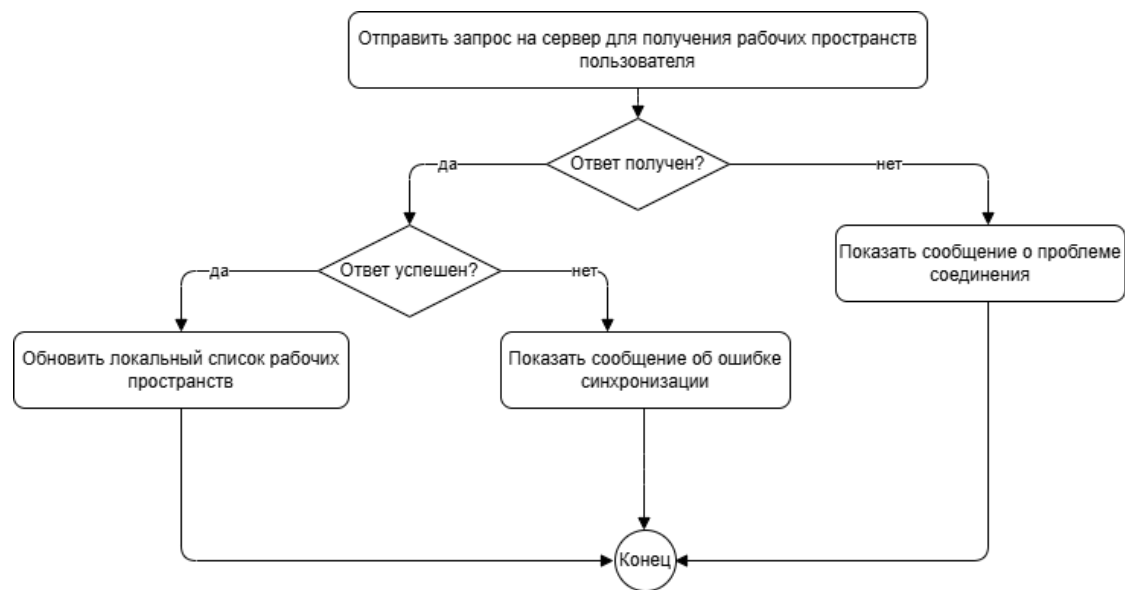 Отправить запрос на сервер для получения рабочих пространств
пользователя
Ответ получен?
да
нет
Ответ успешен?
да
нет
Показать сообщение о проблеме
соединения
Обновить локальный список рабочих
пространств
Показать сообщение об ошибке
синхронизации
Конец